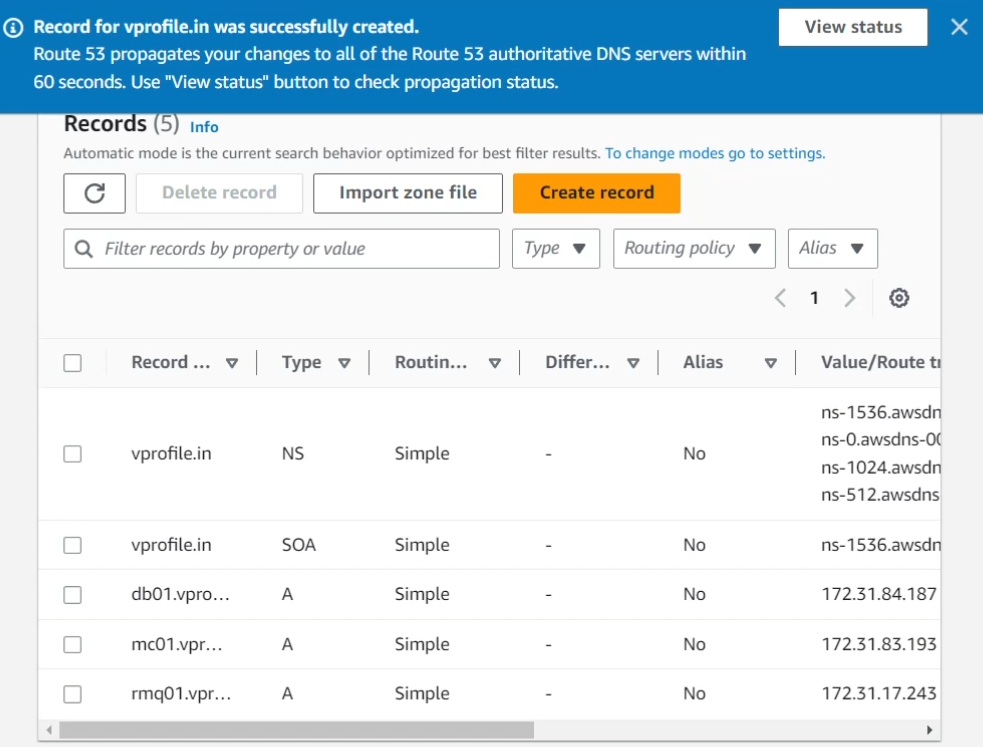 Record for vprofile.in was successfully created.
Route 53 propagates your changes to all of the Route 53 authoritative DNS servers within
60 seconds. Use "View status" button to check propagation status.
View status
Records (5) Info
Automatic mode is the current search behavior optimized for best filter results. To change modes go to settings.
Delete record
Import zone file
Create record
Filter records by property or value
Type
Routing policy
Alias
1
Record ... Type Routin... Differ... Alias Value/Route t
vprofile.in NS Simple - No ns-1536.awsdn
ns-0.awsdns-00
ns-1024.awsdn
ns-512.awsdns
vprofile.in SOA Simple - No ns-1536.awsdn
db01.vpro... A Simple - No 172.31.84.187
mc01.vpr... A Simple - No 172.31.83.193
rmq01.vpr... A Simple - No 172.31.17.243